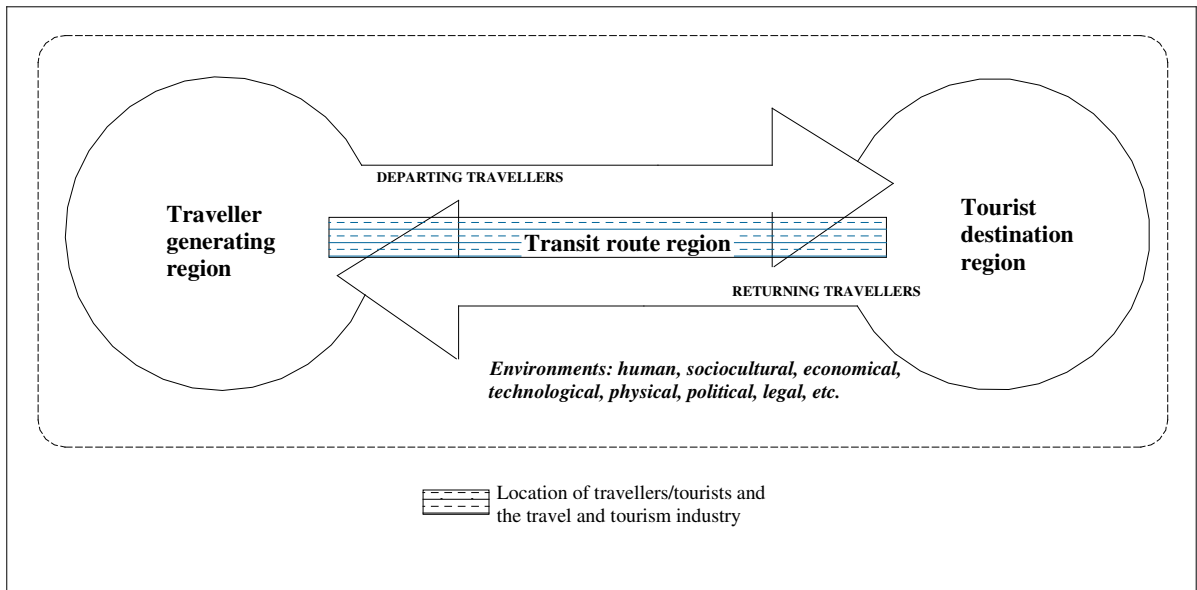 DEPARTING TRAVELLERS
Traveller
generating
region
Transit route region
Tourist
destination
region
RETURNING TRAVELLERS
Environments: human, sociocultural, economical,
technological, physical, political, legal, etc.
Location of travellers/tourists and
the travel and tourism industry